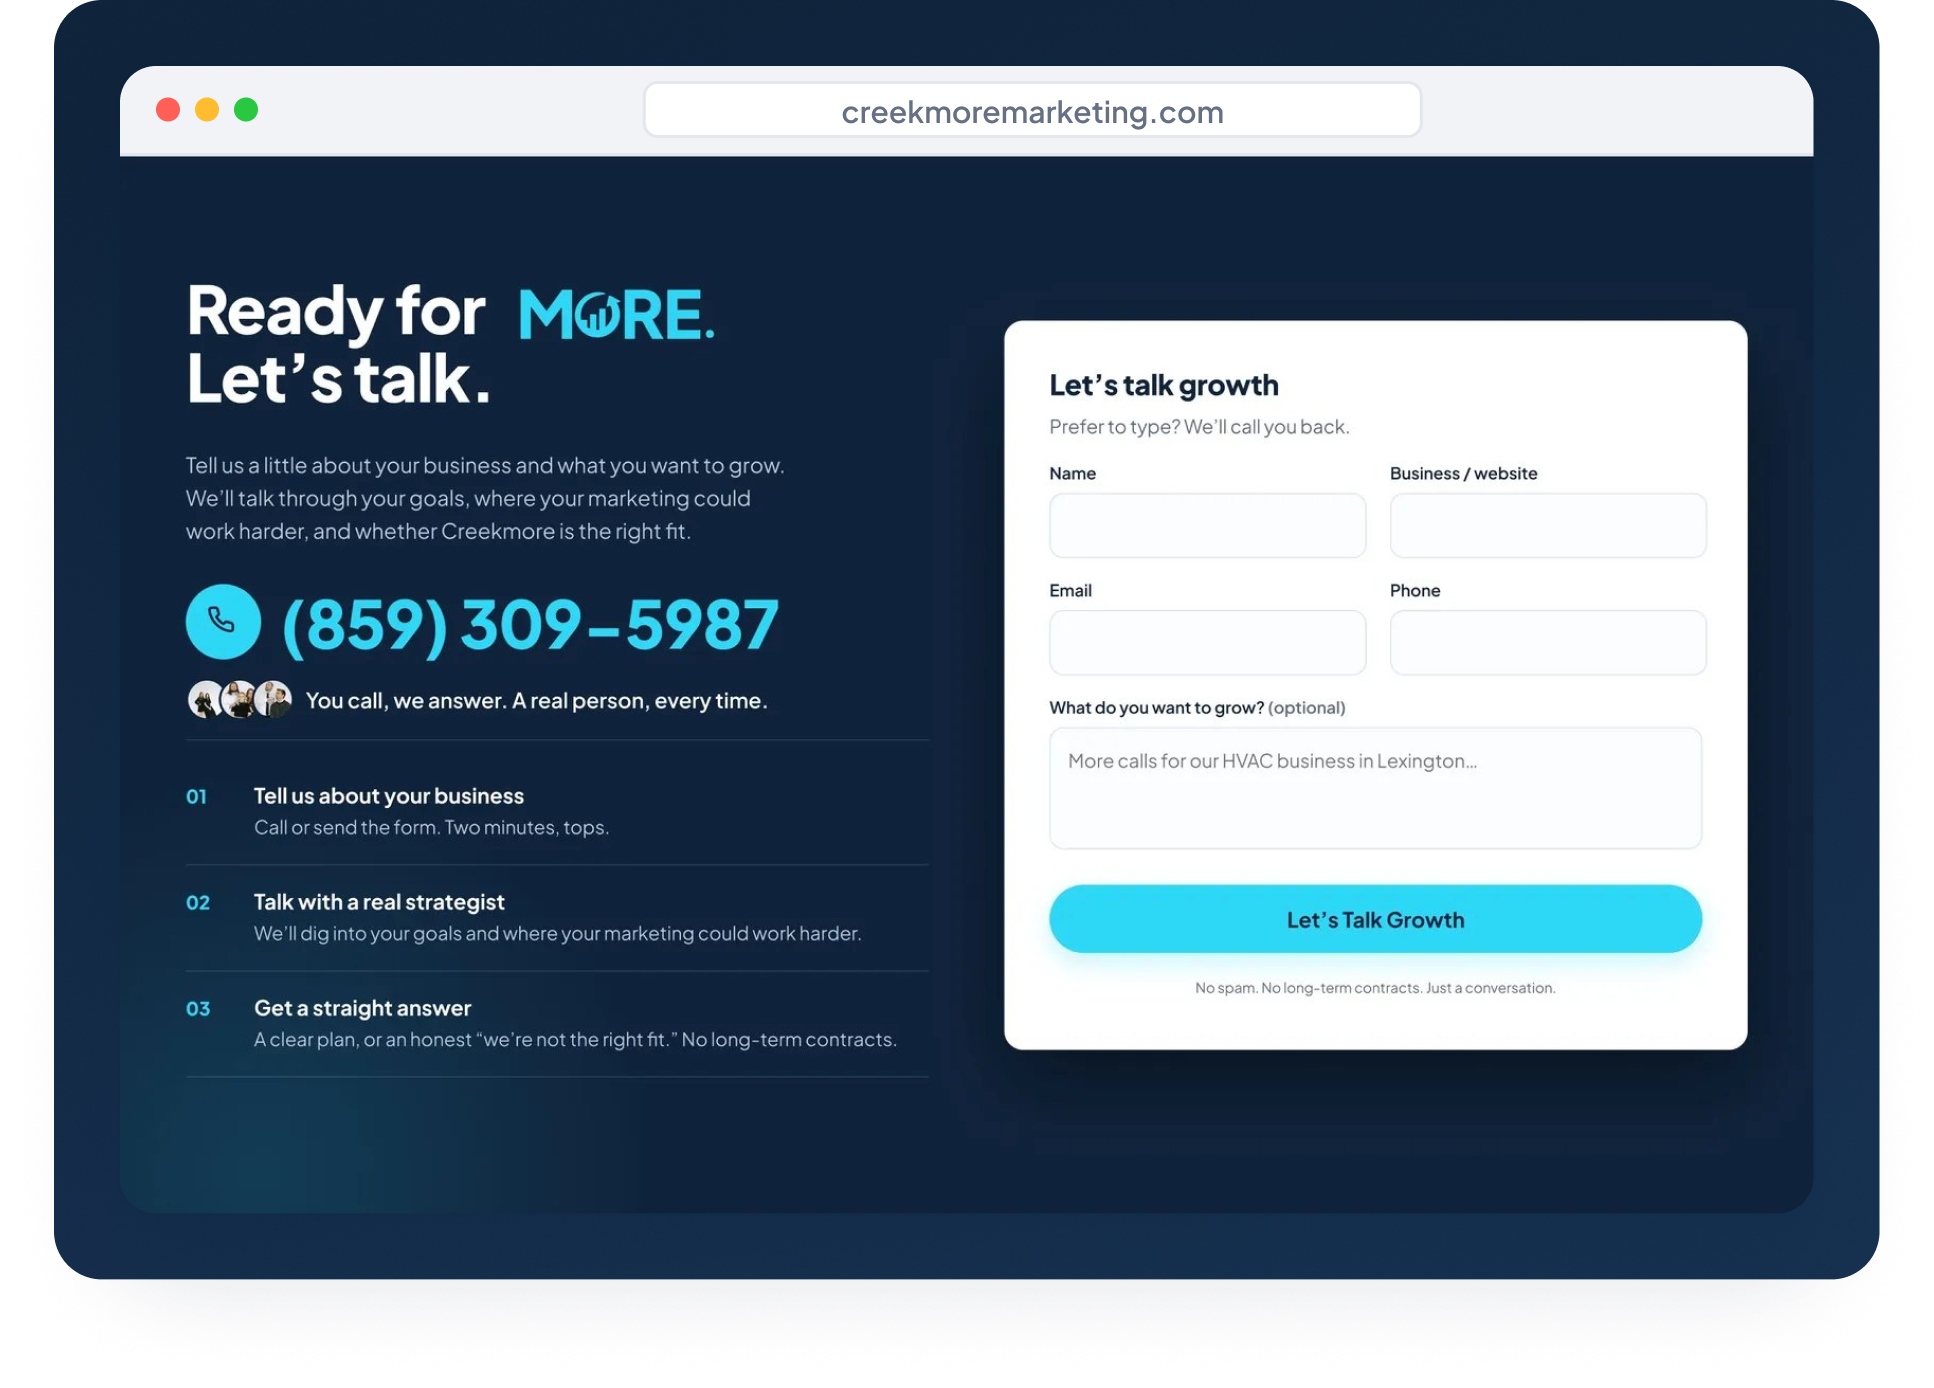 creekmoremarketing.com
Ready for MORE.
Let’s talk.
Tell us a little about your business and what you want to grow.
We’ll talk through your goals, where your marketing could
work harder, and whether Creekmore is the right fit.
(859) 309-5987
You call, we answer. A real person, every time.
01 Tell us about your business
Call or send the form. Two minutes, tops.
02 Talk with a real strategist
We’ll dig into your goals and where your marketing could work harder.
03 Get a straight answer
A clear plan, or an honest “we’re not the right fit.” No long-term contracts.
Let’s talk growth
Prefer to type? We’ll call you back.
Name Business / website
Email Phone
What do you want to grow? (optional)
More calls for our HVAC business in Lexington…
Let’s Talk Growth
No spam. No long-term contracts. Just a conversation.